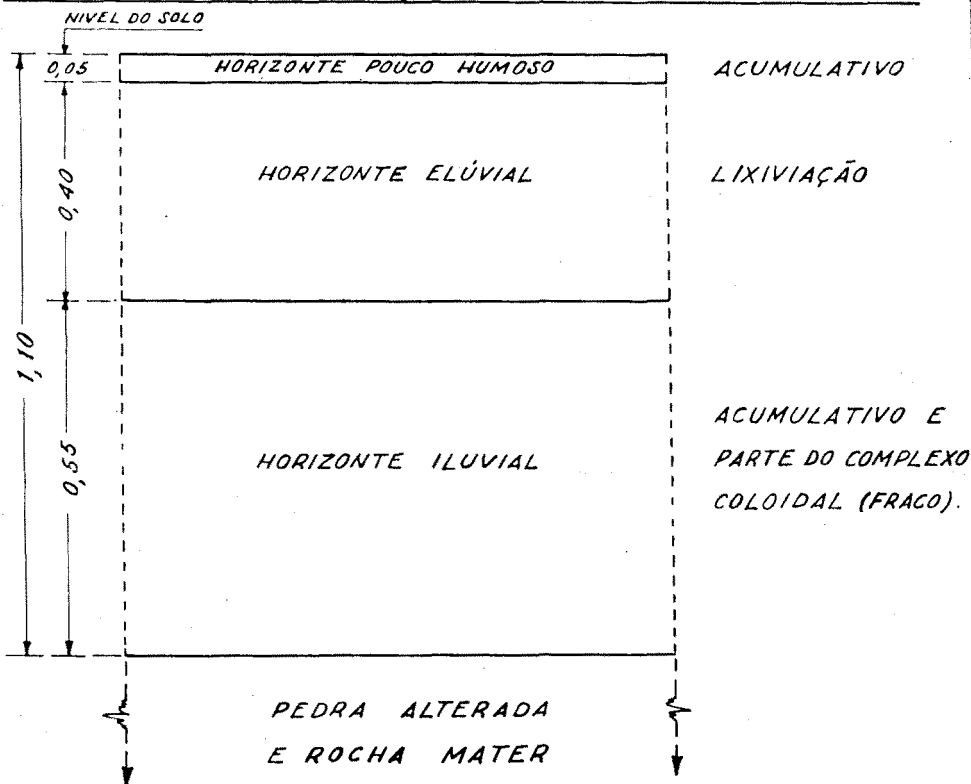 NIVEL DO SOLO
0,05
HORIZONTE POUCO HUMOSO
ACUMULATIVO
0,40
HORIZONTE ELÚVIAL
LIXIVIAÇÃO
1,10
0,55
HORIZONTE ILUVIAL
ACUMULATIVO E
PARTE DO COMPLEXO
COLOIDAL (FRACO).
PEDRA ALTERADA
E ROCHA MATER